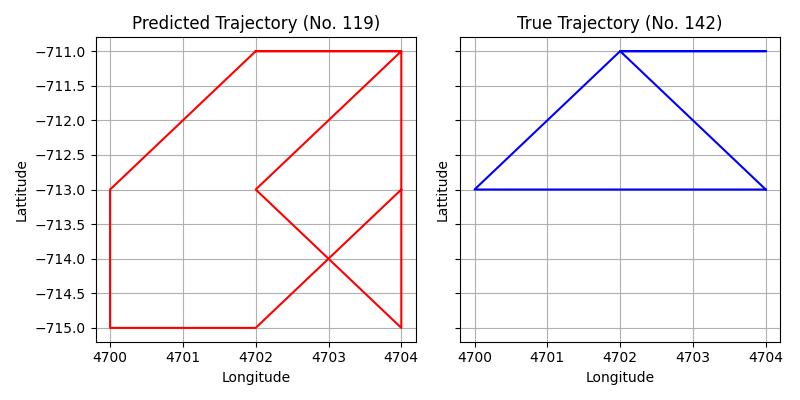 Predicted Trajectory (No. 119)
True Trajectory (No. 142)
−711.0
−711.5
−712.0
−712.5
−713.0
−713.5
−714.0
−714.5
−715.0
Lattitude
Lattitude
4700 4701 4702 4703 4704
4700 4701 4702 4703 4704
Longitude
Longitude